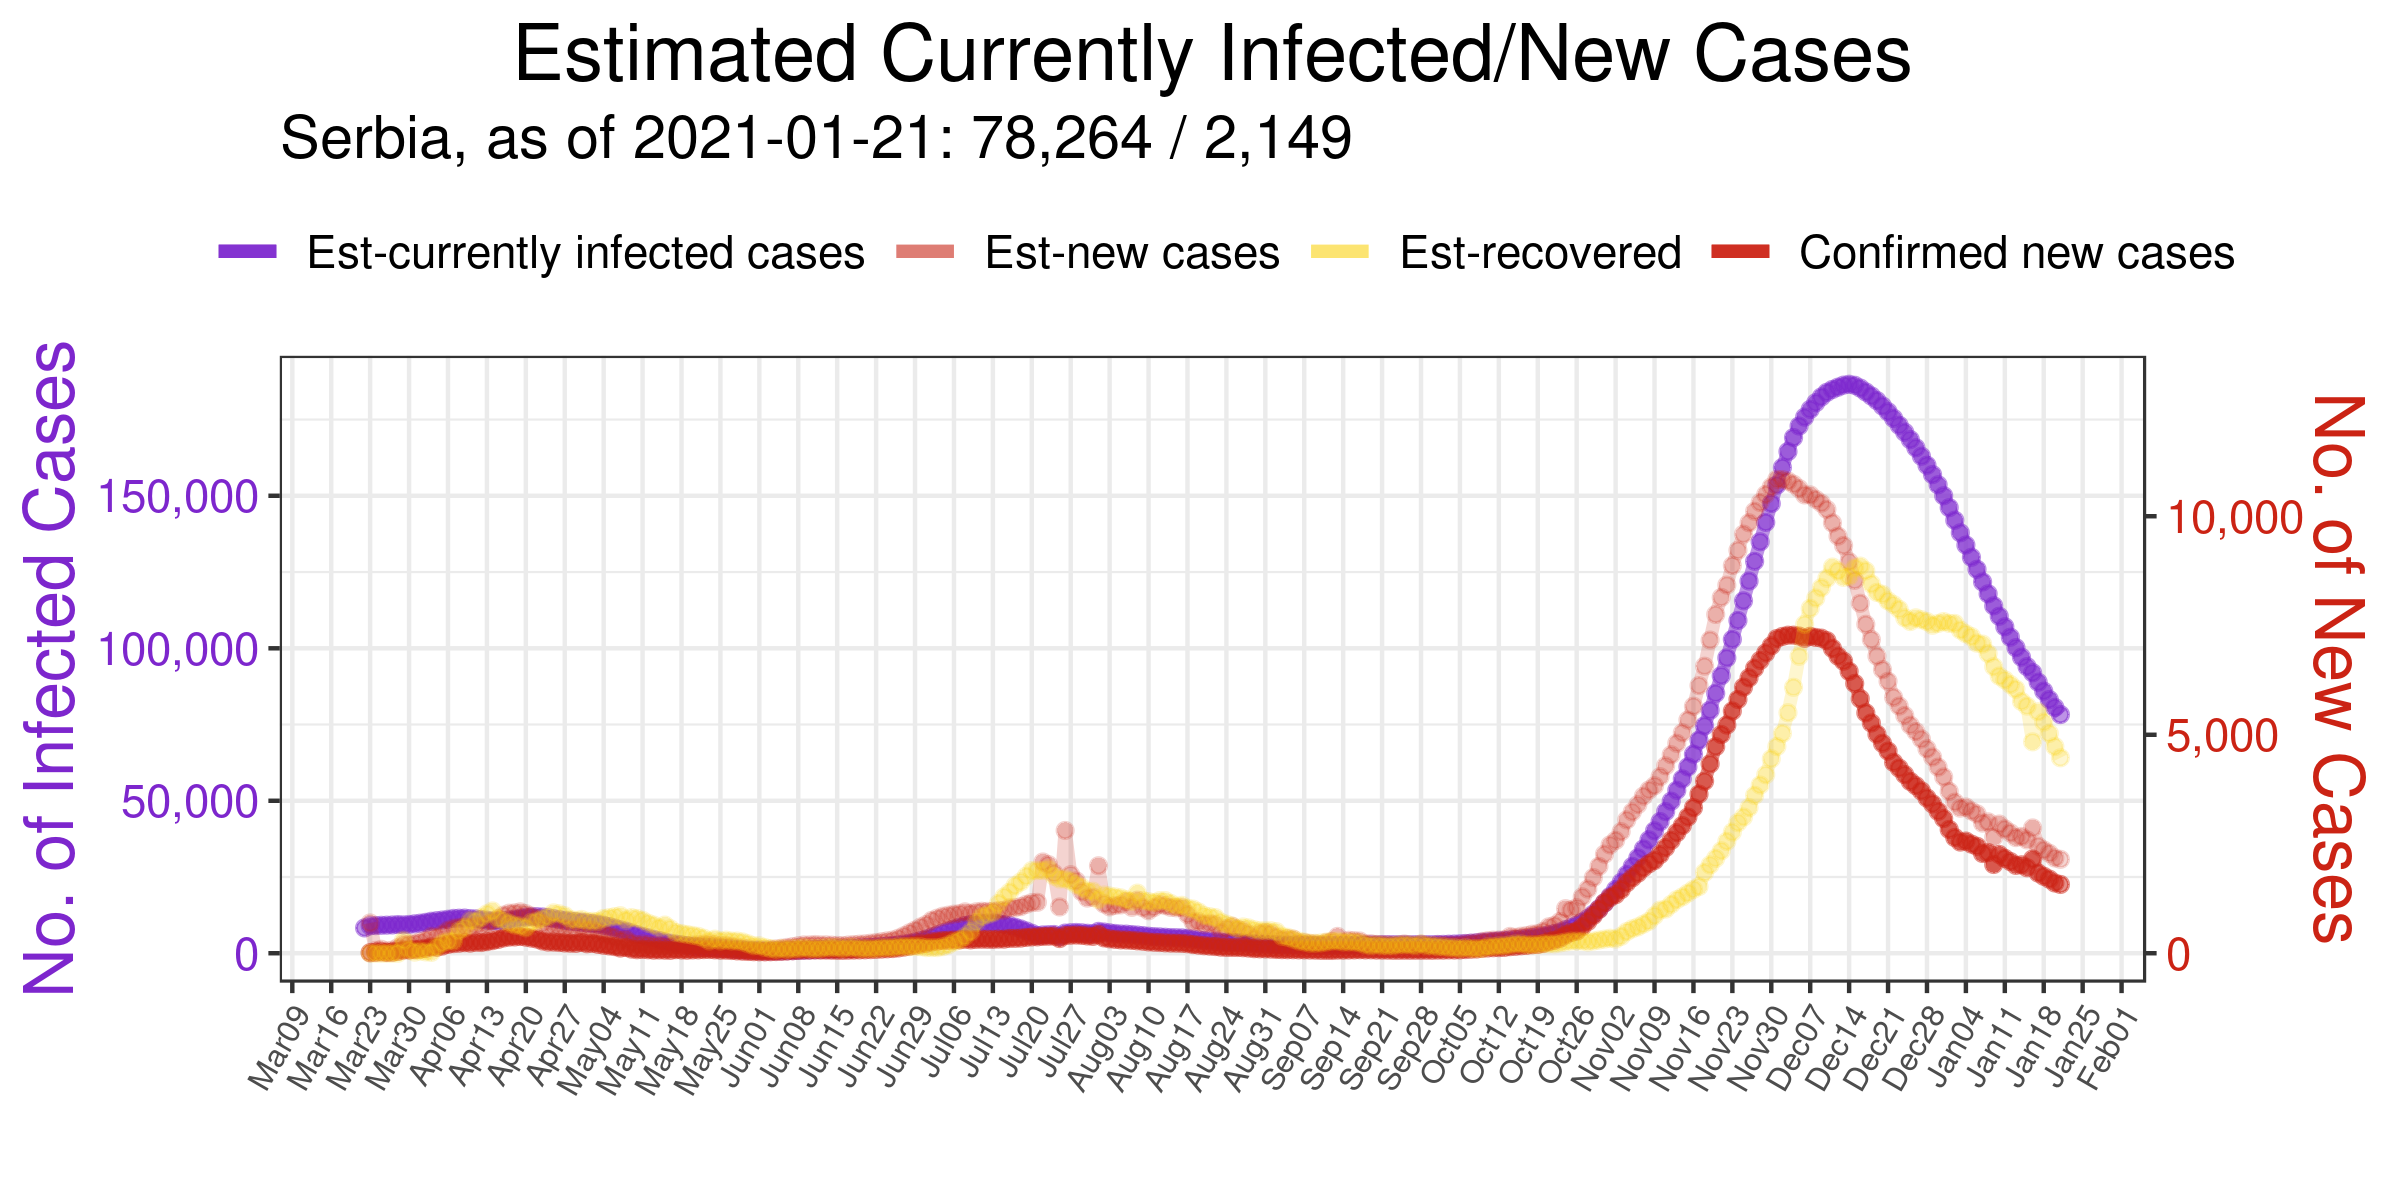 Estimated Currently Infected/New Cases
Serbia, as of 2021-01-21: 78,264 / 2,149
Est-currently infected cases Est-new cases Est-recovered Confirmed new cases
No. of Infected Cases
150,000
100,000
50,000
0
10,000
5,000
0
No. of New Cases
Mar09 Mar16 Mar23 Mar30 Apr06 Apr13 Apr20 Apr27 May04 May11 May18 May25 Jun01 Jun08 Jun15 Jun22 Jun29 Jul06 Jul13 Jul20 Jul27 Aug03 Aug10 Aug17 Aug24 Aug31 Sep07 Sep14 Sep21 Sep28 Oct05 Oct12 Oct19 Oct26 Nov02 Nov09 Nov16 Nov23 Nov30 Dec07 Dec14 Dec21 Dec28 Jan04 Jan11 Jan18 Jan25 Feb01